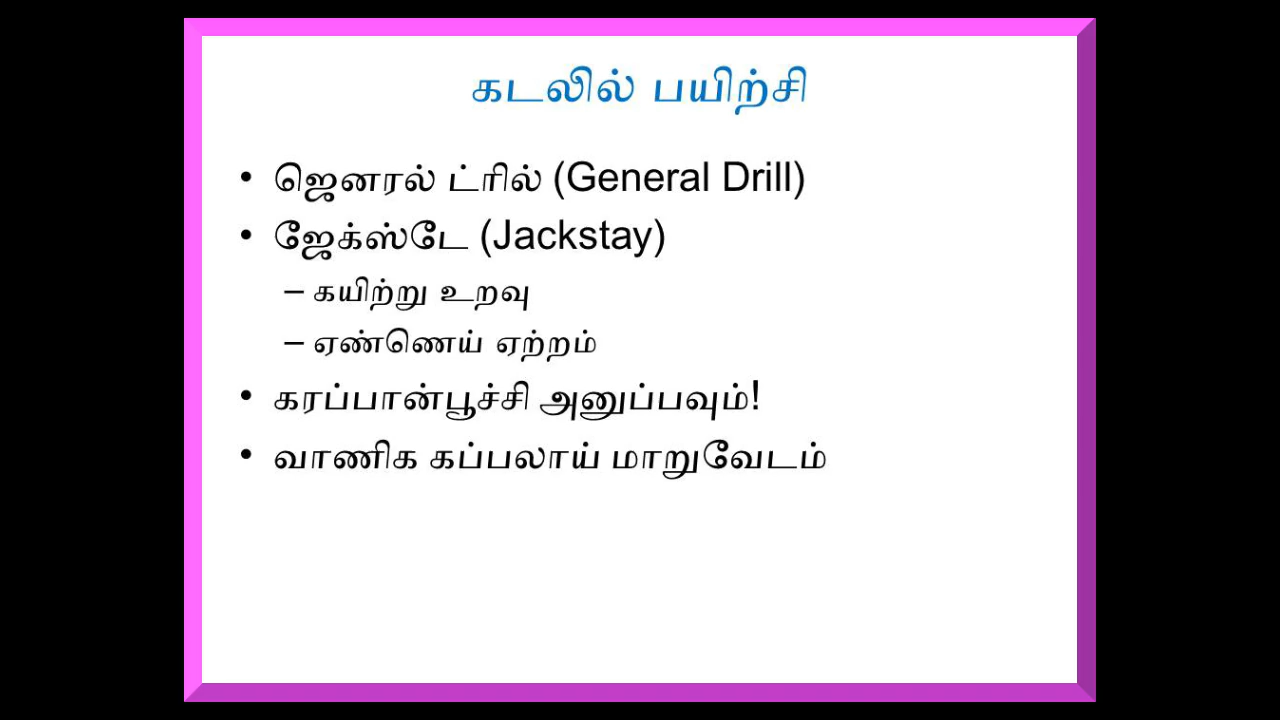 கடலில் பயிற்சி
• ஜெனரல் ட்ரில் (General Drill)
• ஜேக்ஸ்டே (Jackstay)
– கயிற்று உறவு
– ஏண்ணெய் ஏற்றம்
• கரப்பான்பூச்சி அனுப்பவும்!
• வாணிக கப்பலாய் மாறுவேடம்